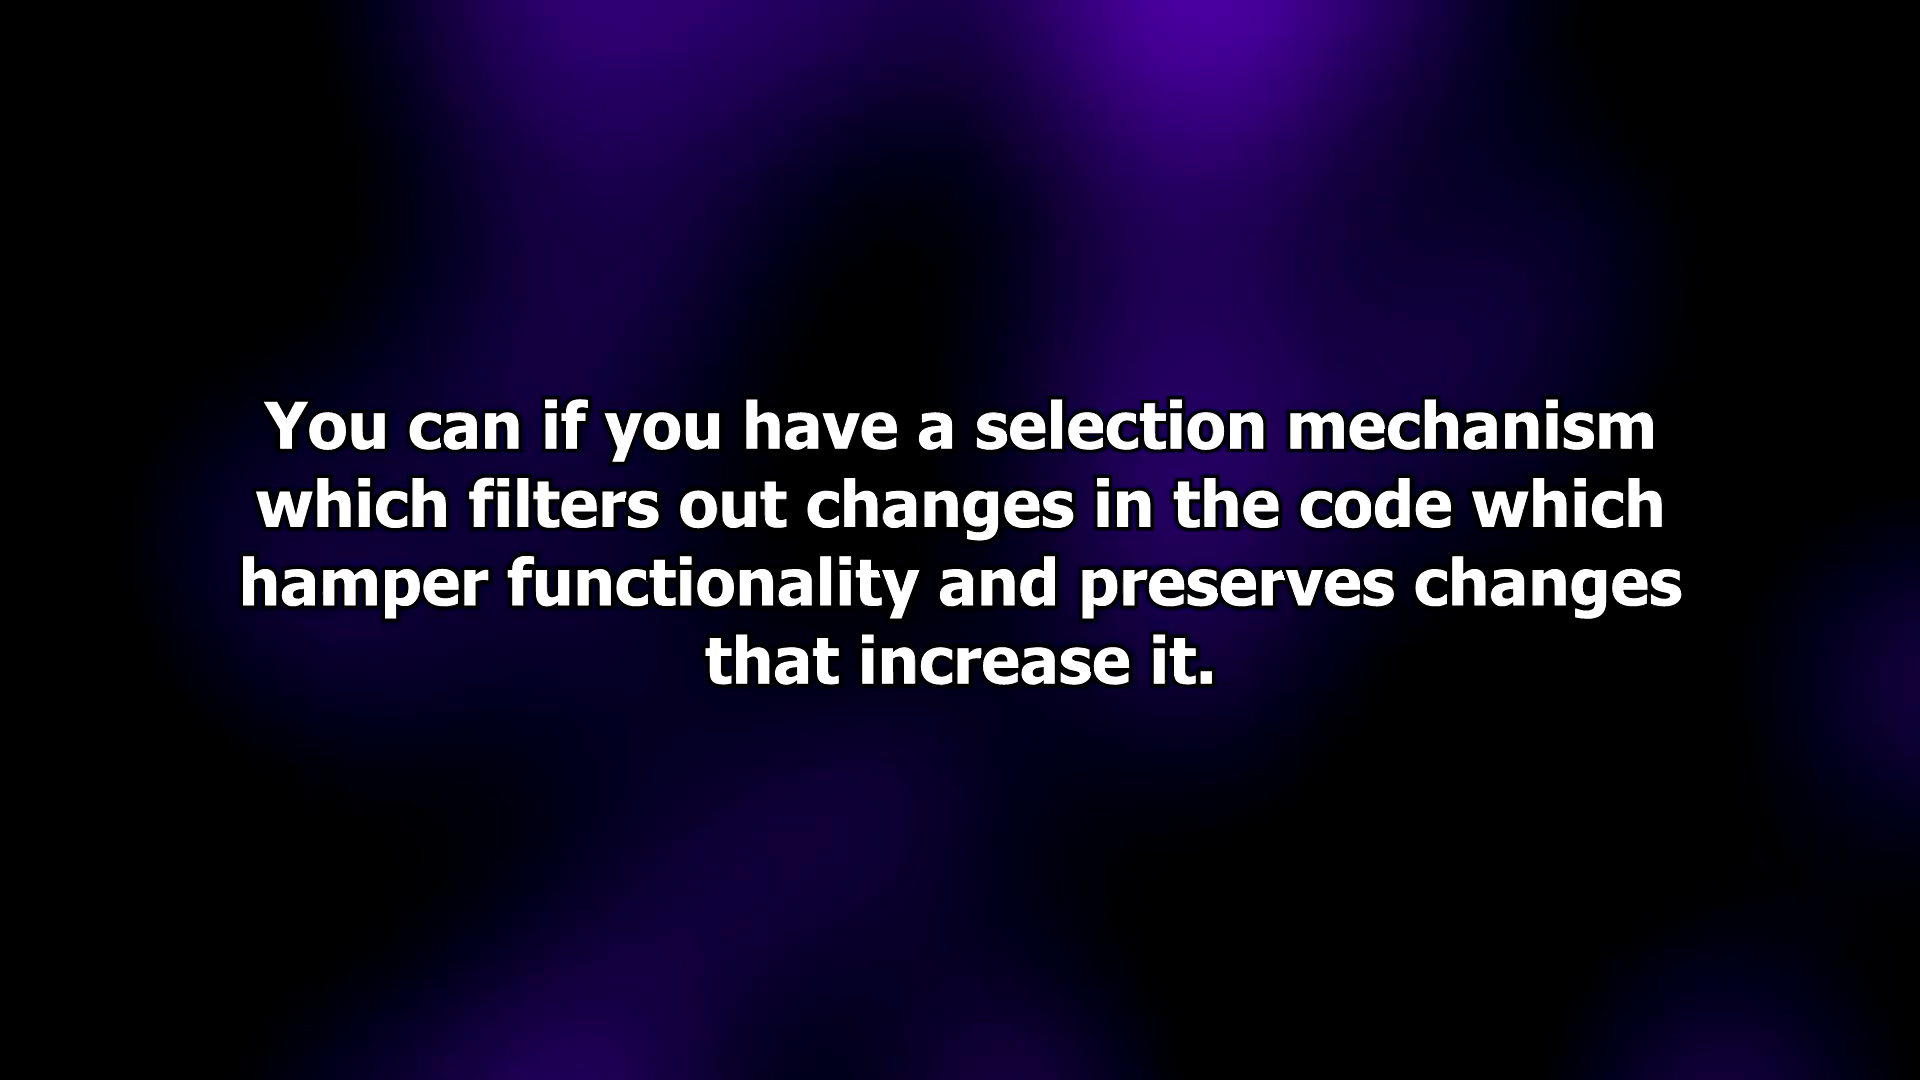 You can if you have a selection mechanism
which filters out changes in the code which
hamper functionality and preserves changes
that increase it.